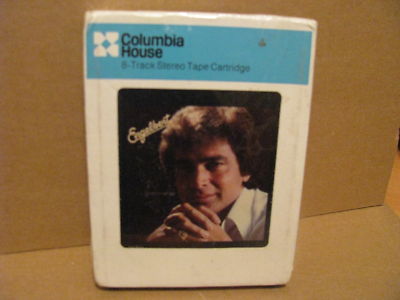 Columbia
House
8-Track Stereo Tape Cartridge
Engelbert